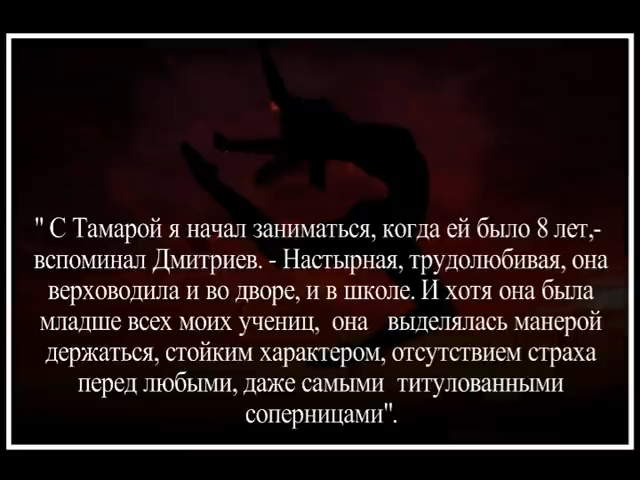 " С Тамарой я начал заниматься, когда ей было 8 лет,-
вспоминал Дмитриев. - Настырная, трудолюбивая, она
верховодила и во дворе, и в школе. И хотя она была
младше всех моих учениц, она выделялась манерой
держаться, стойким характером, отсутствием страха
перед любыми, даже самыми титулованными
соперницами".